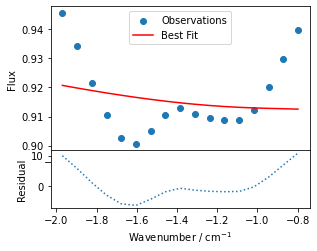 Observations
Best Fit
Flux
0.94
0.93
0.92
0.91
0.90
Residual
10
0
−2.0 −1.8 −1.6 −1.4 −1.2 −1.0 −0.8
Wavenumber / cm⁻¹